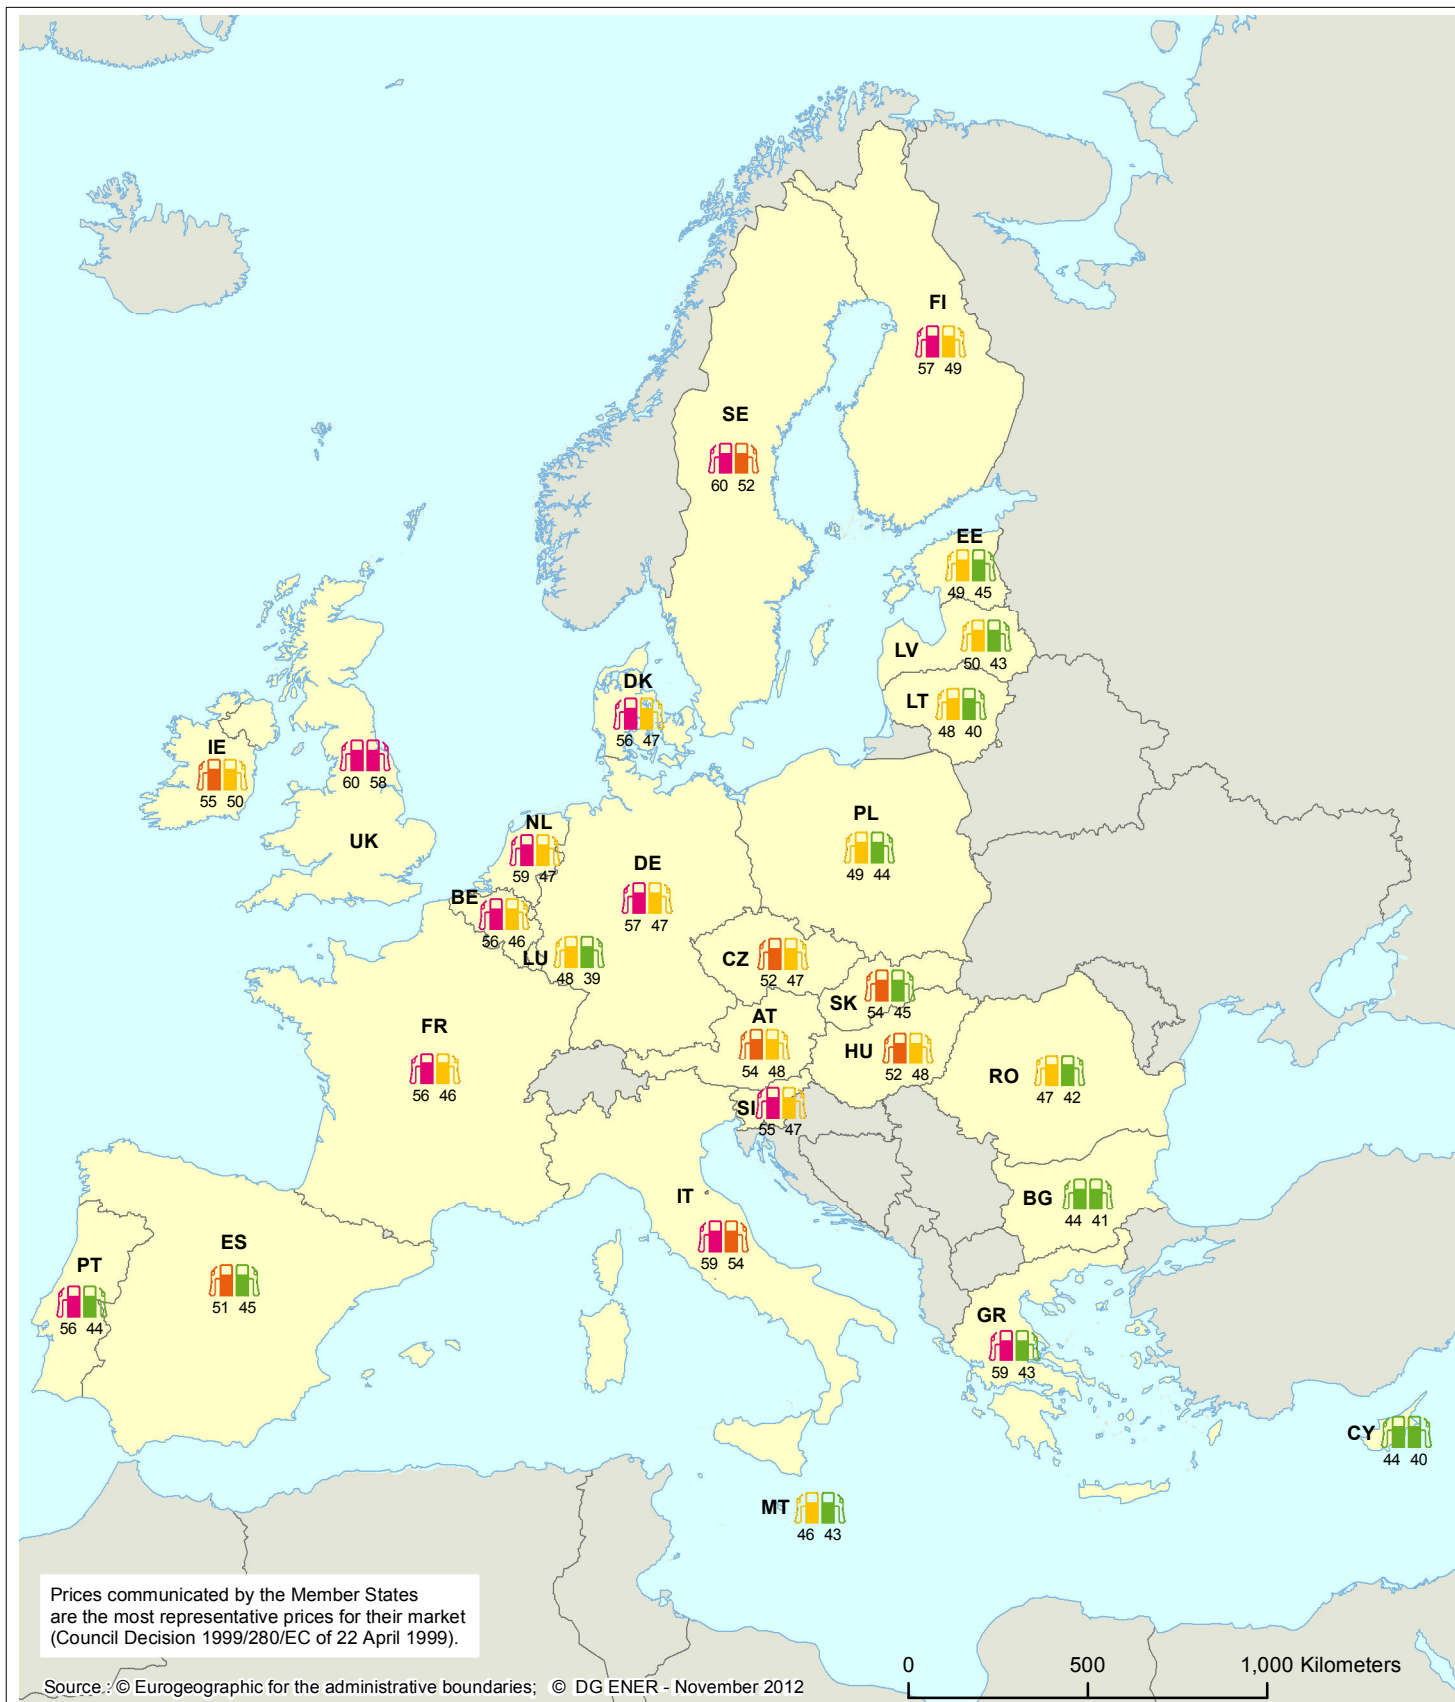 FI
57 49
SE
60 52
EE
49 45
LV
50 43
LT
48 40
DK
56 47
IE
55 50
60 58
UK
NL
59 47
DE
57 47
PL
49 44
BE
56 46
LU
48 39
CZ
52 47
SK
54 45
AT
54 48
HU
52 48
FR
56 46
RO
47 42
SI
55 47
BG
44 41
IT
59 54
ES
51 45
PT
56 44
GR
59 43
CY
44 40
MT
46 43
Prices communicated by the Member States
are the most representative prices for their market
(Council Decision 1999/280/EC of 22 April 1999).
0 500 1,000 Kilometers
Source : © Eurogeographic for the administrative boundaries; © DG ENER - November 2012